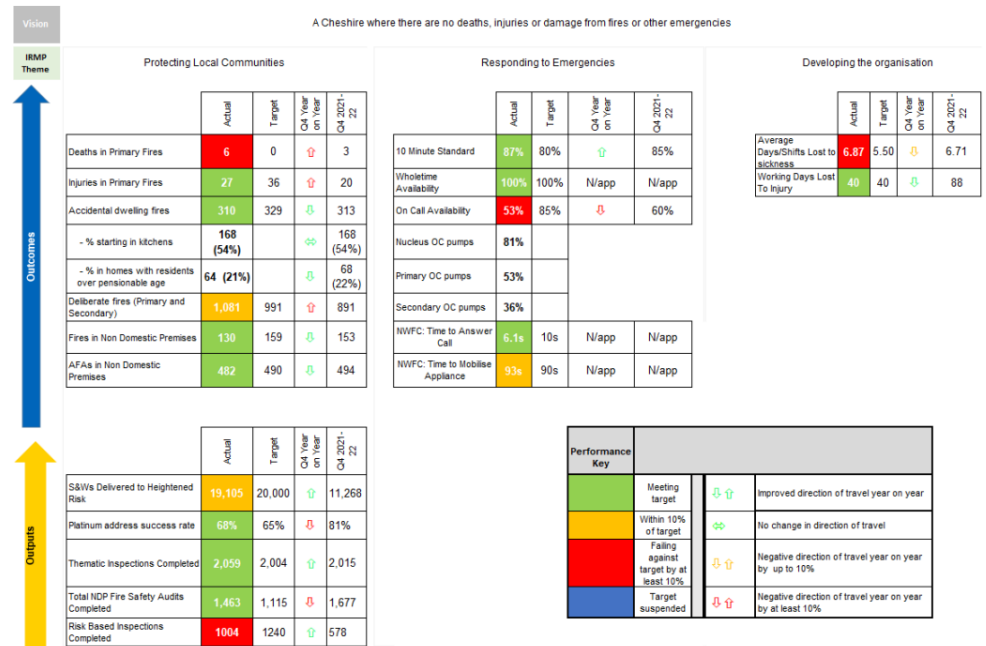 Vision
A Cheshire where there are no deaths, injuries or damage from fires or other emergencies
IRMP
Theme
Protecting Local Communities
Responding to Emergencies
Developing the organisation
Outcomes
Actual
Target
Q4 Year
on Year
Q4 2021-
22
Deaths in Primary Fires 6 0 3
Injuries in Primary Fires 27 36 20
Accidental dwelling fires 310 329 313
- % starting in kitchens 168
(54%) 168
(54%)
- % in homes with residents
over pensionable age 64 (21%) 68
(22%)
Deliberate fires (Primary and
Secondary) 1,081 991 891
Fires in Non Domestic Premises 130 159 153
AFAs in Non Domestic
Premises 482 490 494
Actual
Target
Q4 Year
on Year
Q4 2021-
22
10 Minute Standard 87% 80% 85%
Wholetime
Availability 100% 100% N/app N/app
On Call Availability 53% 85% 60%
Nucleus OC pumps 81%
Primary OC pumps 53%
Secondary OC pumps 36%
NWFC: Time to Answer
Call 6.1s 10s N/app N/app
NWFC: Time to Mobilise
Appliance 93s 90s N/app N/app
Actual
Target
Q4 Year
on Year
Q4 2021-
22
Average
Days/Shifts Lost to
sickness 6.87 5.50 6.71
Working Days Lost
To Injury 40 40 88
Outputs
Actual
Target
Q4 Year
on Year
Q4 2021-
22
S&Ws Delivered to Heightened
Risk 19,105 20,000 11,268
Platinum address success rate 68% 65% 81%
Thematic Inspections Completed 2,059 2,004 2,015
Total NDP Fire Safety Audits
Completed 1,463 1,115 1,677
Risk Based Inspections
Completed 1004 1240 578
Performance
Key
Meeting
target
Improved direction of travel year on year
Within 10%
of target
No change in direction of travel
Failing
against
target by at
least 10%
Negative direction of travel year on year
by up to 10%
Target
suspended
Negative direction of travel year on year
by at least 10%